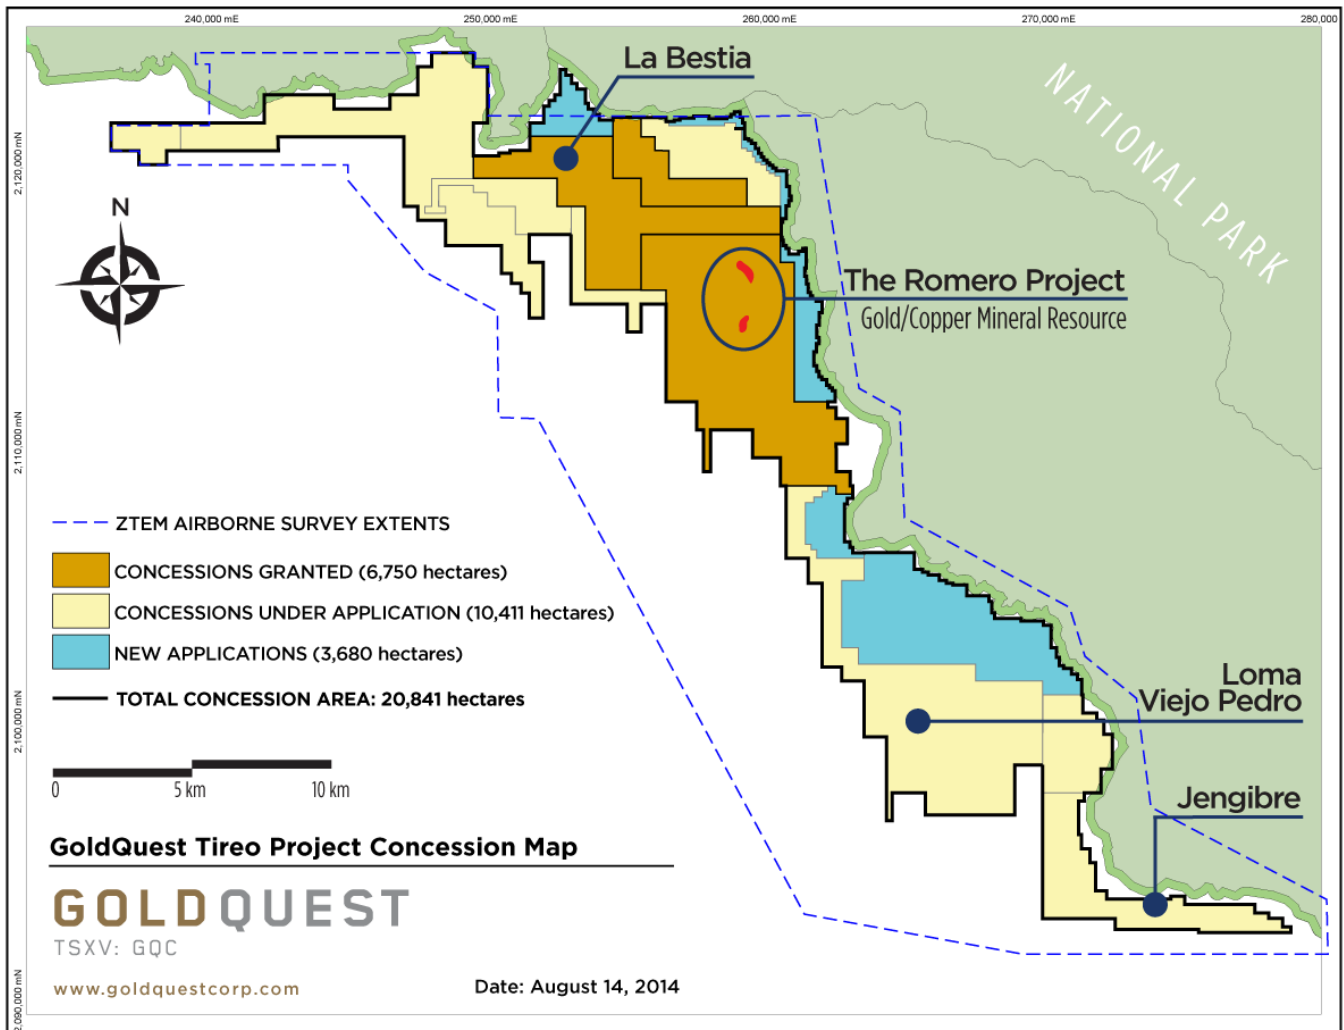 240,000 mE
250,000 mE
260,000 mE
270,000 mE
280,000
La Bestia
NATIONAL PARK
2,120,000 mN
N
The Romero Project
Gold/Copper Mineral Resource
2,110,000 mN
ZTEM AIRBORNE SURVEY EXTENTS
CONCESSIONS GRANTED (6,750 hectares)
CONCESSIONS UNDER APPLICATION (10,411 hectares)
NEW APPLICATIONS (3,680 hectares)
TOTAL CONCESSION AREA: 20,841 hectares
Loma
Viejo Pedro
2,100,000 mN
0 5 km 10 km
Jengibre
GoldQuest Tireo Project Concession Map
GOLDQUEST
TSXV: GQC
www.goldquestcorp.com
Date: August 14, 2014
2,090,000 mN